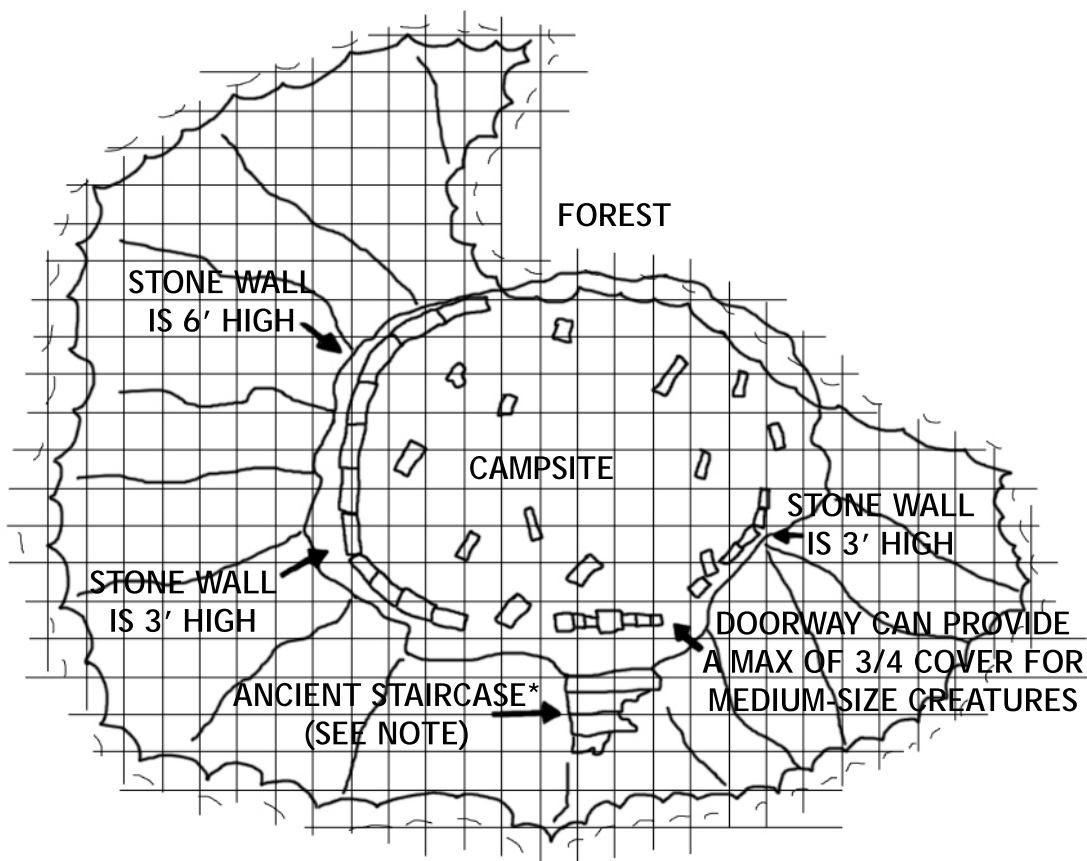 FOREST
STONE WALL
IS 6' HIGH
CAMPSITE
STONE WALL
IS 3' HIGH
STONE WALL
IS 3' HIGH
DOORWAY CAN PROVIDE
A MAX OF 3/4 COVER FOR
MEDIUM-SIZE CREATURES
ANCIENT STAIRCASE*
(SEE NOTE)